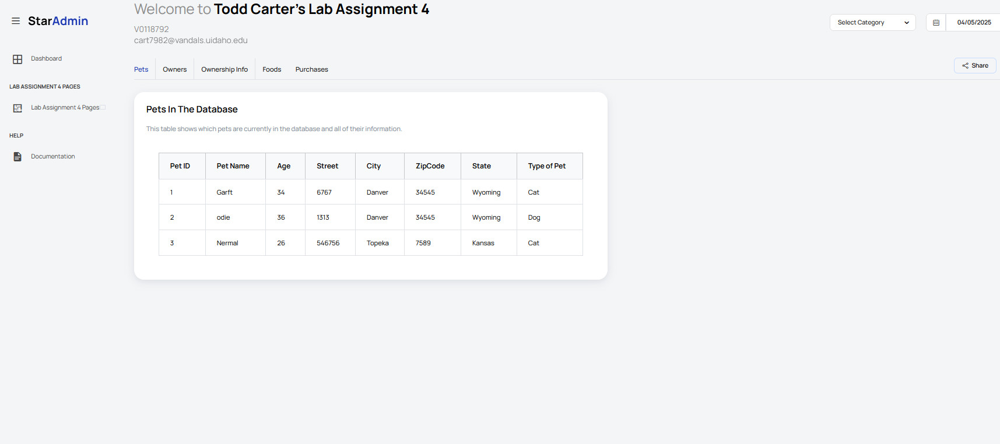 Welcome to Todd Carter's Lab Assignment 4
StarAdmin
V0118792
cart7982@vandals.uidaho.edu
Select Category
04/05/2025
Dashboard
LAB ASSIGNMENT 4 PAGES
Lab Assignment 4 Pages
HELP
Documentation
Pets Owners Ownership Info Foods Purchases
Share
Pets In The Database
This table shows which pets are currently in the database and all of their information.
Pet ID Pet Name Age Street City ZipCode State Type of Pet
1 Garft 34 6767 Danver 34545 Wyoming Cat
2 odie 36 1313 Danver 34545 Wyoming Dog
3 Nermal 26 546756 Topeka 7589 Kansas Cat